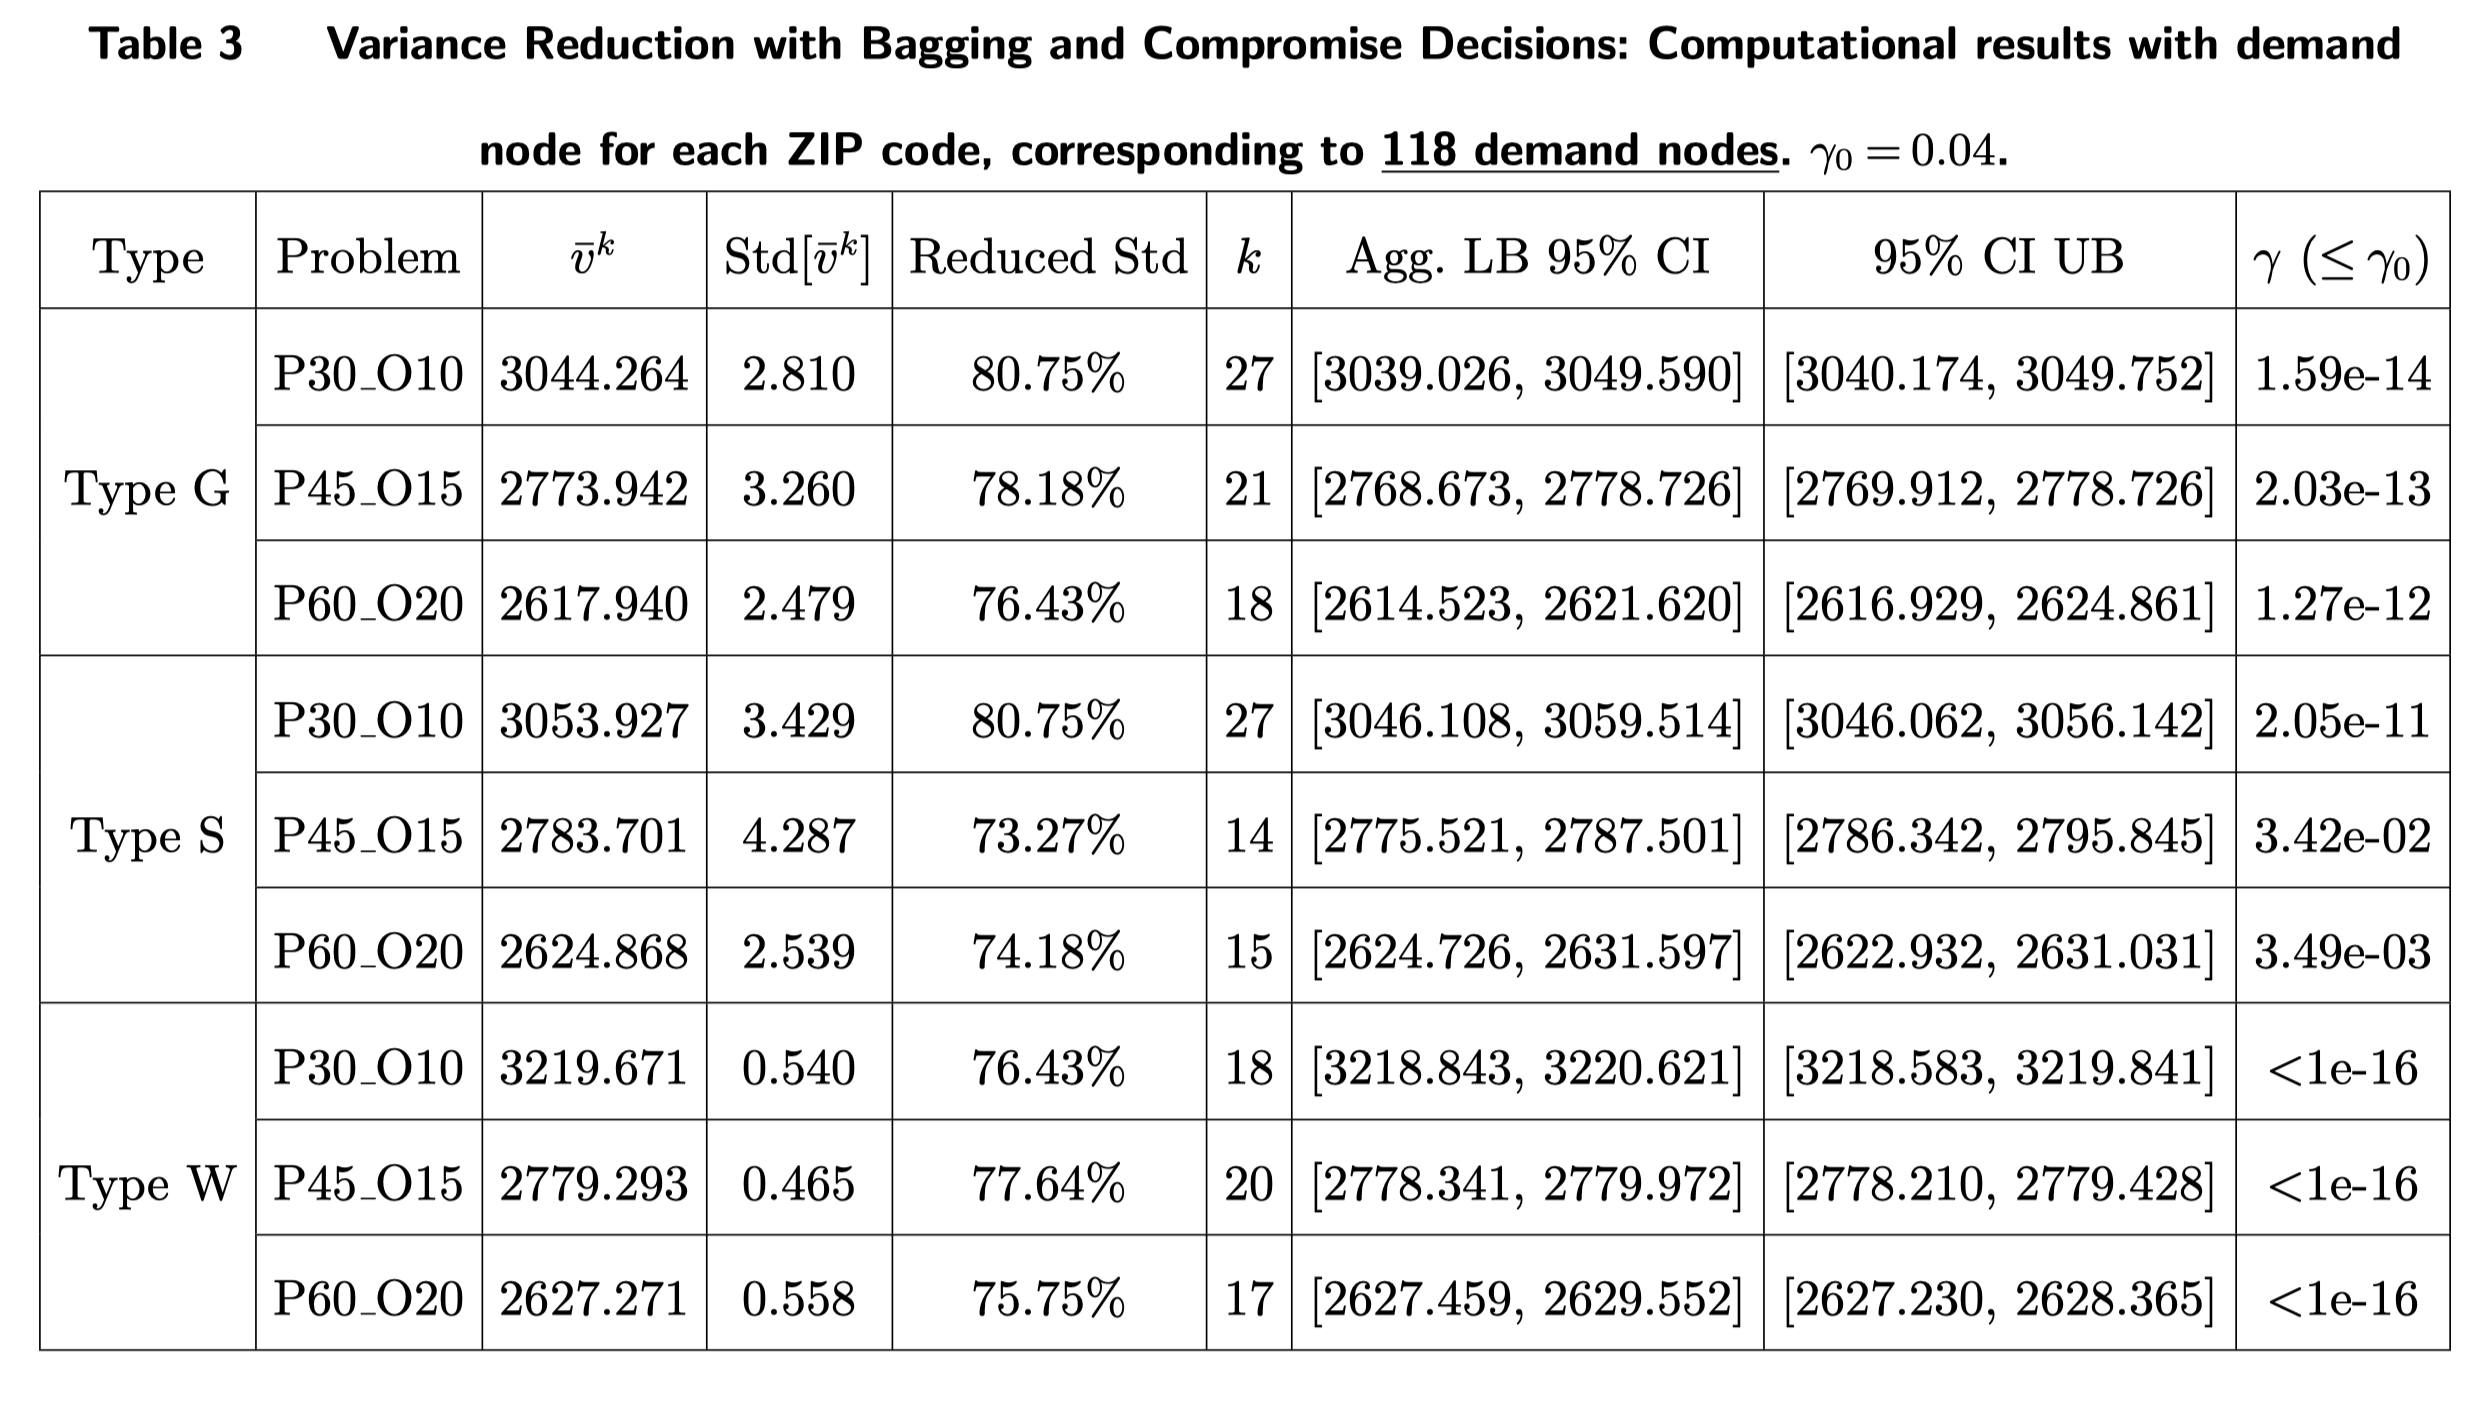 Table 3 Variance Reduction with Bagging and Compromise Decisions: Computational results with demand
node for each ZIP code, corresponding to 118 demand nodes. γ₀ = 0.04.
Type Problem v̄ᵏ Std[v̄ᵏ] Reduced Std k Agg. LB 95% CI 95% CI UB γ (≤ γ₀)
P30_O10 3044.264 2.810 80.75% 27 [3039.026, 3049.590] [3040.174, 3049.752] 1.59e-14
Type G P45_O15 2773.942 3.260 78.18% 21 [2768.673, 2778.726] [2769.912, 2778.726] 2.03e-13
P60_O20 2617.940 2.479 76.43% 18 [2614.523, 2621.620] [2616.929, 2624.861] 1.27e-12
P30_O10 3053.927 3.429 80.75% 27 [3046.108, 3059.514] [3046.062, 3056.142] 2.05e-11
Type S P45_O15 2783.701 4.287 73.27% 14 [2775.521, 2787.501] [2786.342, 2795.845] 3.42e-02
P60_O20 2624.868 2.539 74.18% 15 [2624.726, 2631.597] [2622.932, 2631.031] 3.49e-03
P30_O10 3219.671 0.540 76.43% 18 [3218.843, 3220.621] [3218.583, 3219.841] <1e-16
Type W P45_O15 2779.293 0.465 77.64% 20 [2778.341, 2779.972] [2778.210, 2779.428] <1e-16
P60_O20 2627.271 0.558 75.75% 17 [2627.459, 2629.552] [2627.230, 2628.365] <1e-16